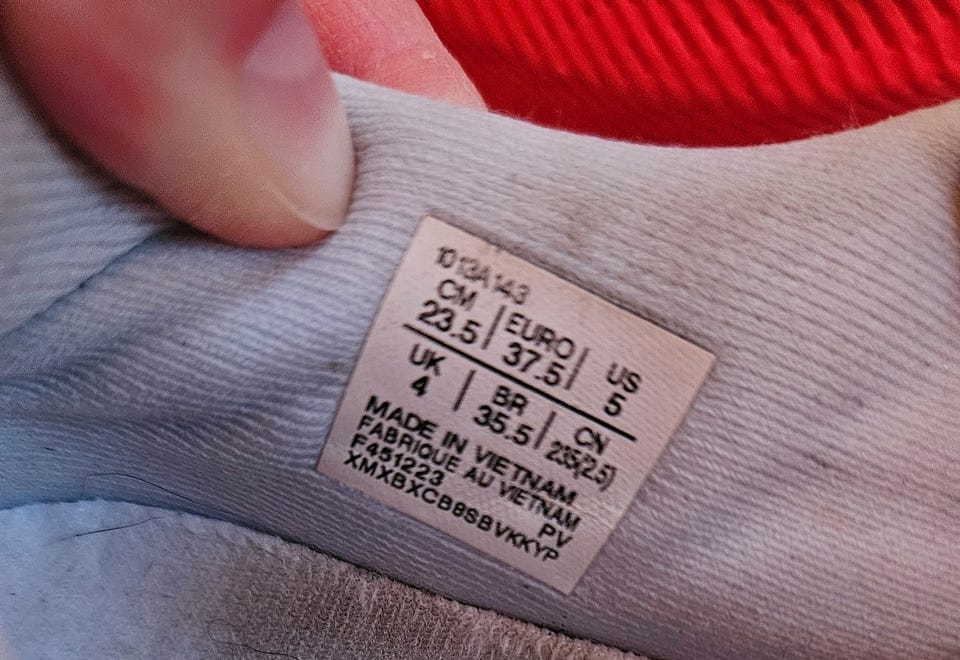 1013A143
CM | EURO | US
23.5 | 37.5 | 5
UK | BR | CN
4 | 35.5 | 235(2.5)
MADE IN VIETNAM
FABRIQUE AU VIETNAM
F451223 PV
XMXBXCB9SBVKKYP